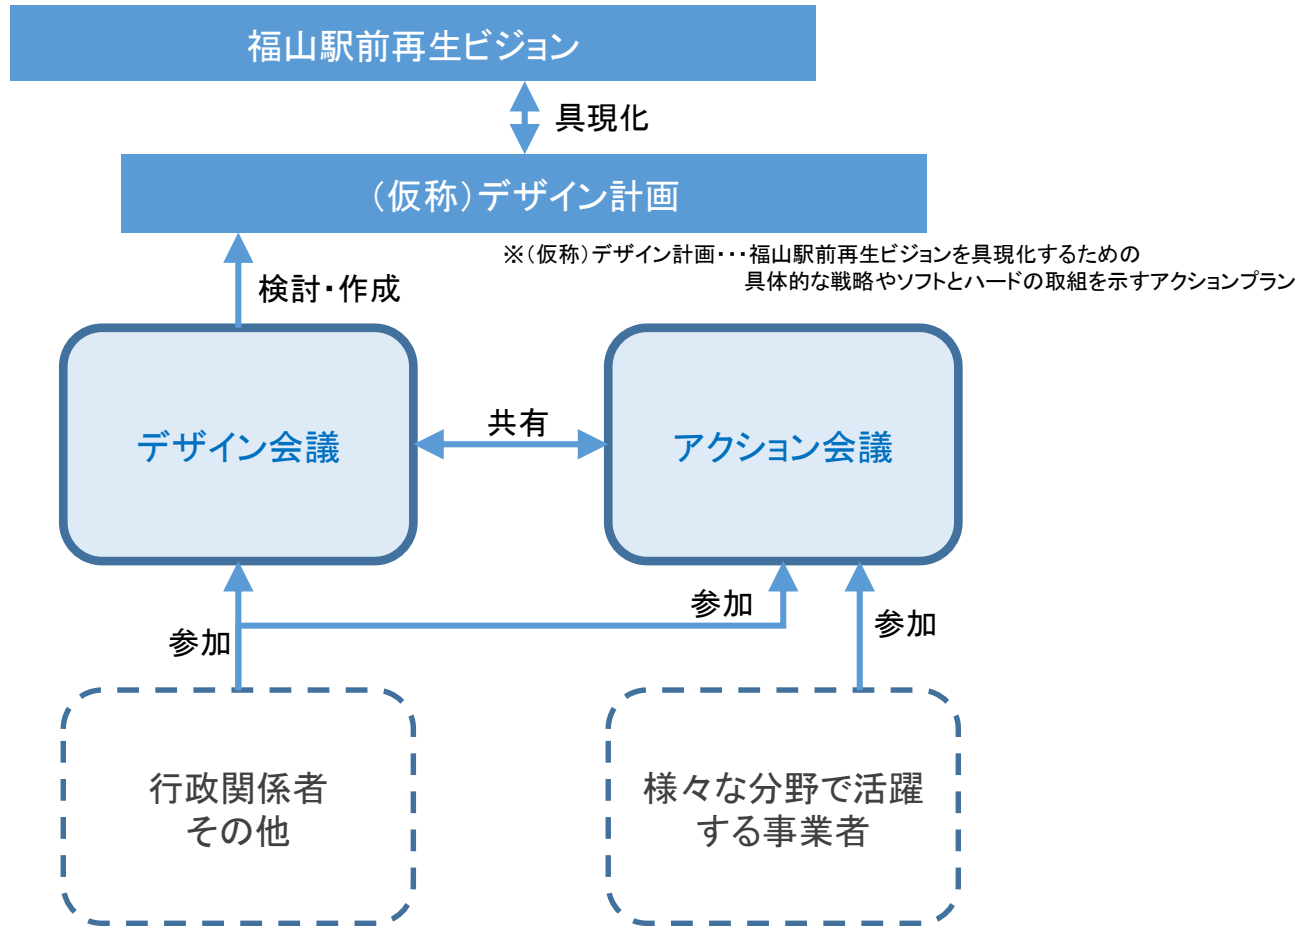 福山駅前再生ビジョン
具現化
（仮称）デザイン計画
※（仮称）デザイン計画・・・福山駅前再生ビジョンを具現化するための
具体的な戦略やソフトとハードの取組を示すアクションプラン
検討・作成
デザイン会議
共有
アクション会議
参加
参加
参加
行政関係者
その他
様々な分野で活躍
する事業者